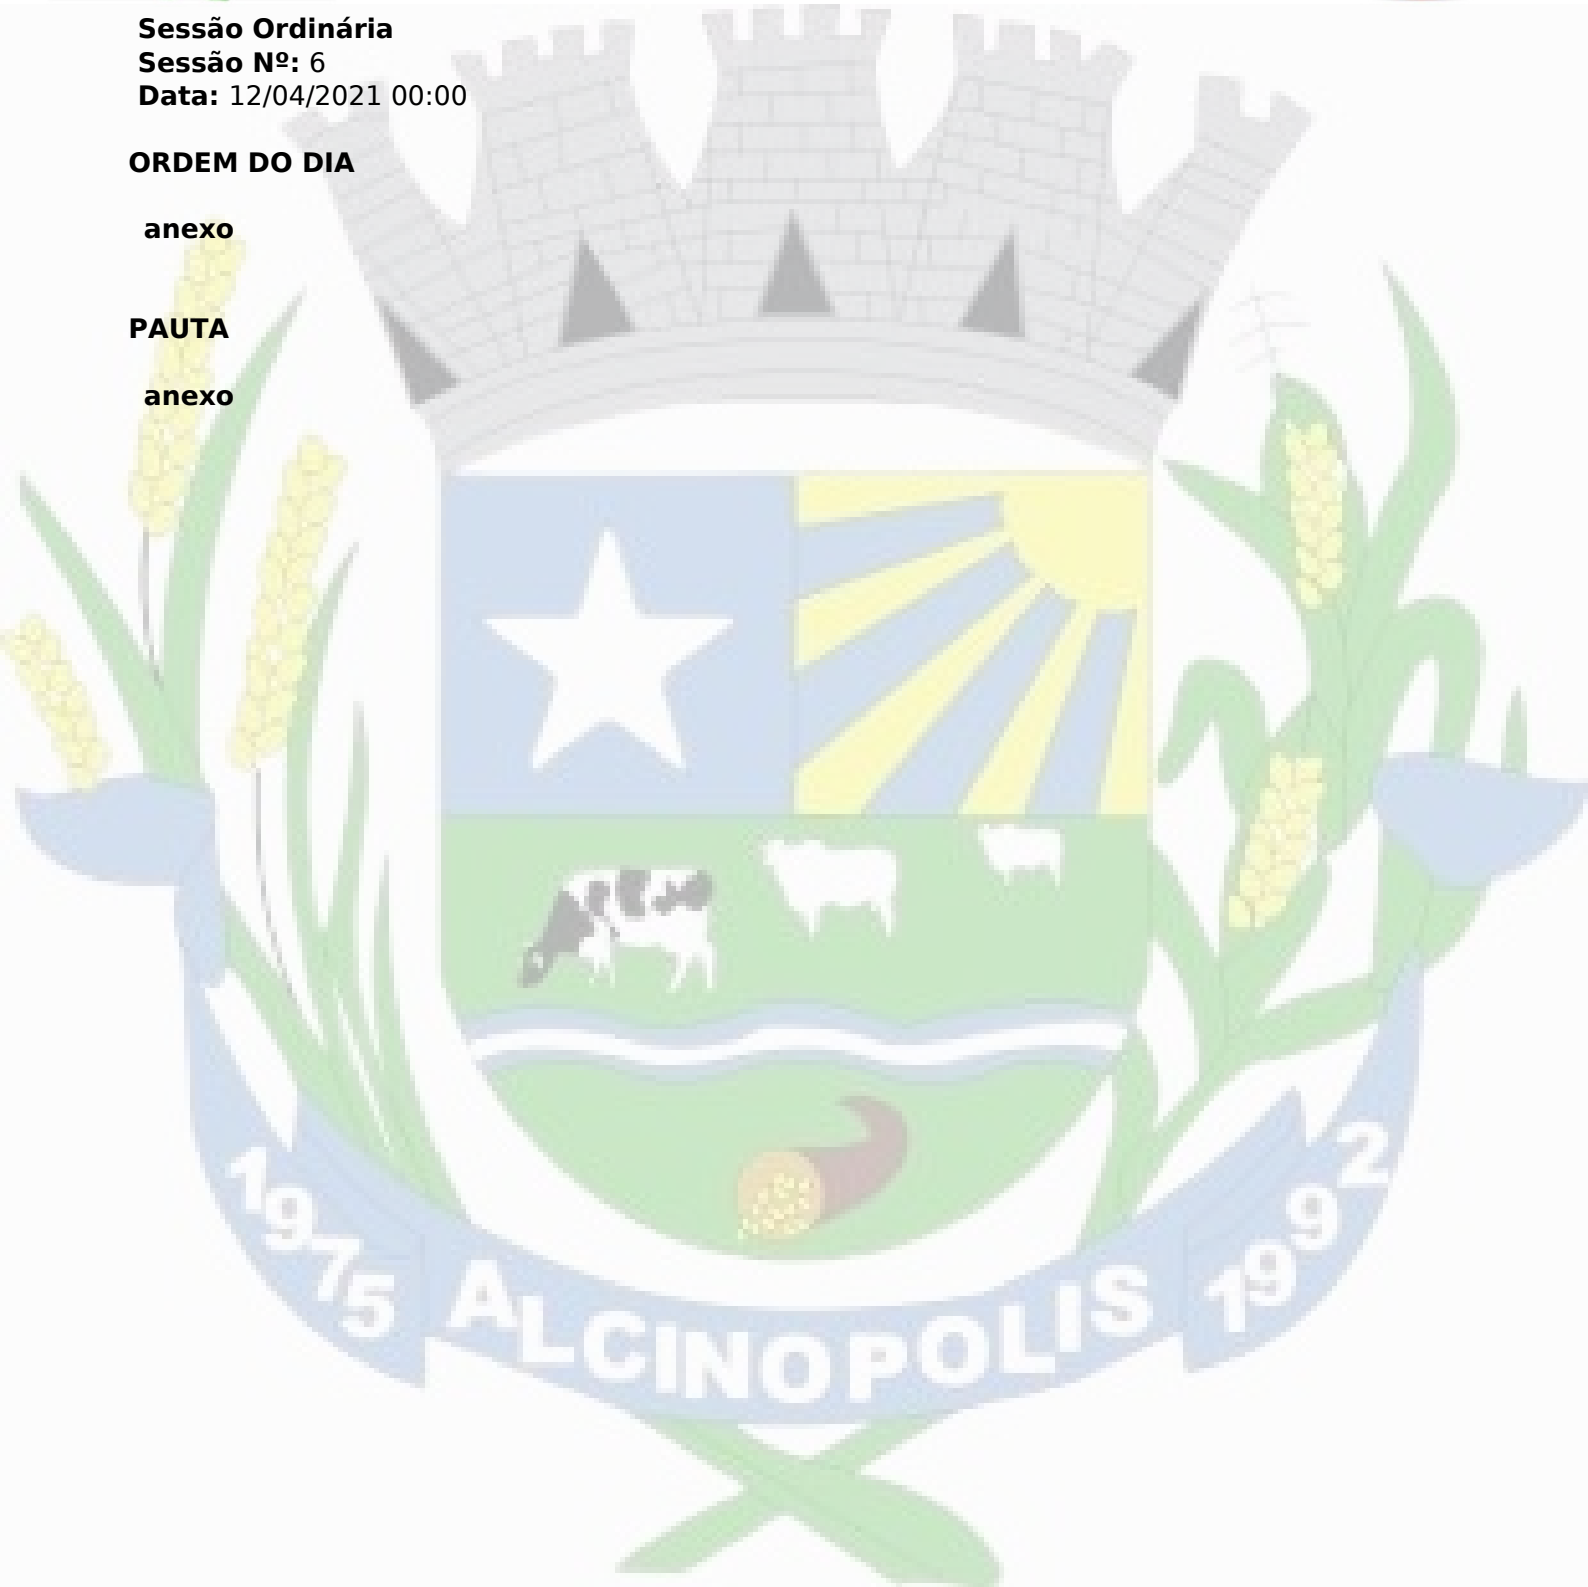 Sessão Ordinária
Sessão Nº: 6
Data: 12/04/2021 00:00
ORDEM DO DIA
anexo
PAUTA
anexo
1975 ALCINOPOLIS 1992